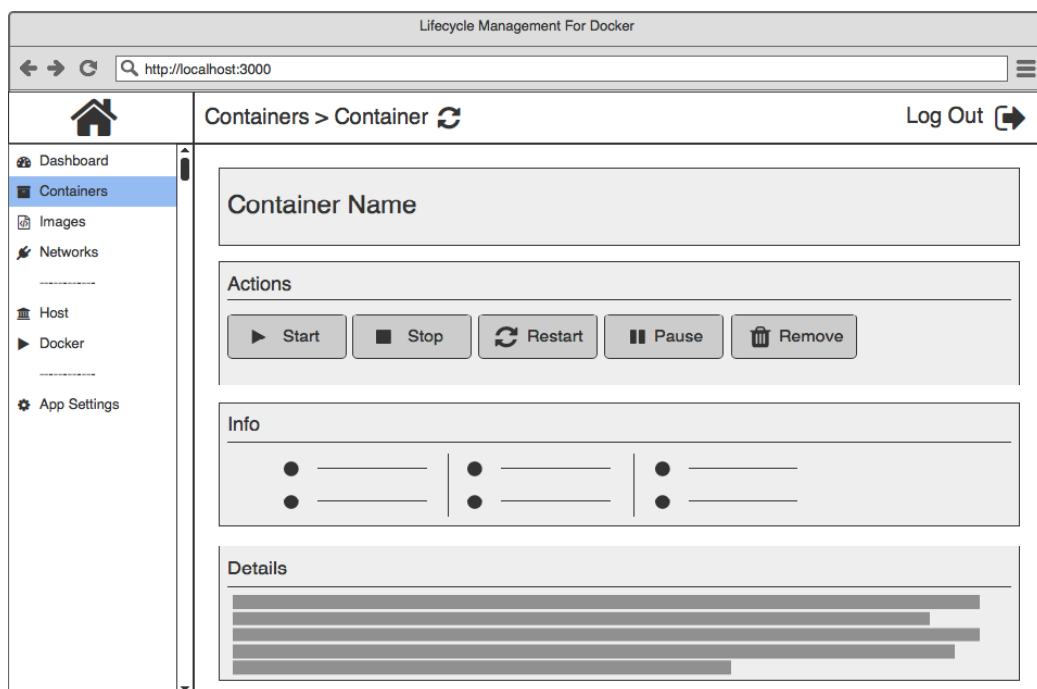 Lifecycle Management For Docker
http://localhost:3000
Containers > Container
Log Out
Dashboard
Containers
Images
Networks
------------
Host
Docker
------------
App Settings
Container Name
Actions
Start
Stop
Restart
Pause
Remove
Info
Details